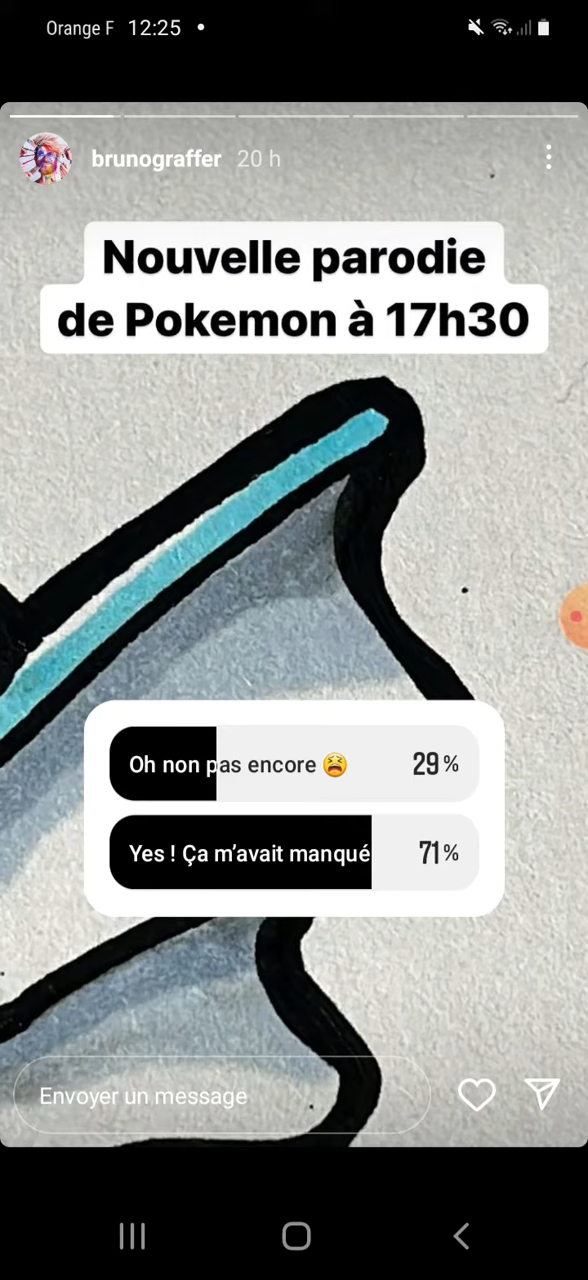 Orange F 12:25
brunograffer 20 h
Nouvelle parodie
de Pokemon à 17h30
Oh non pas encore 😫 29%
Yes ! Ça m’avait manqué 71%
Envoyer un message